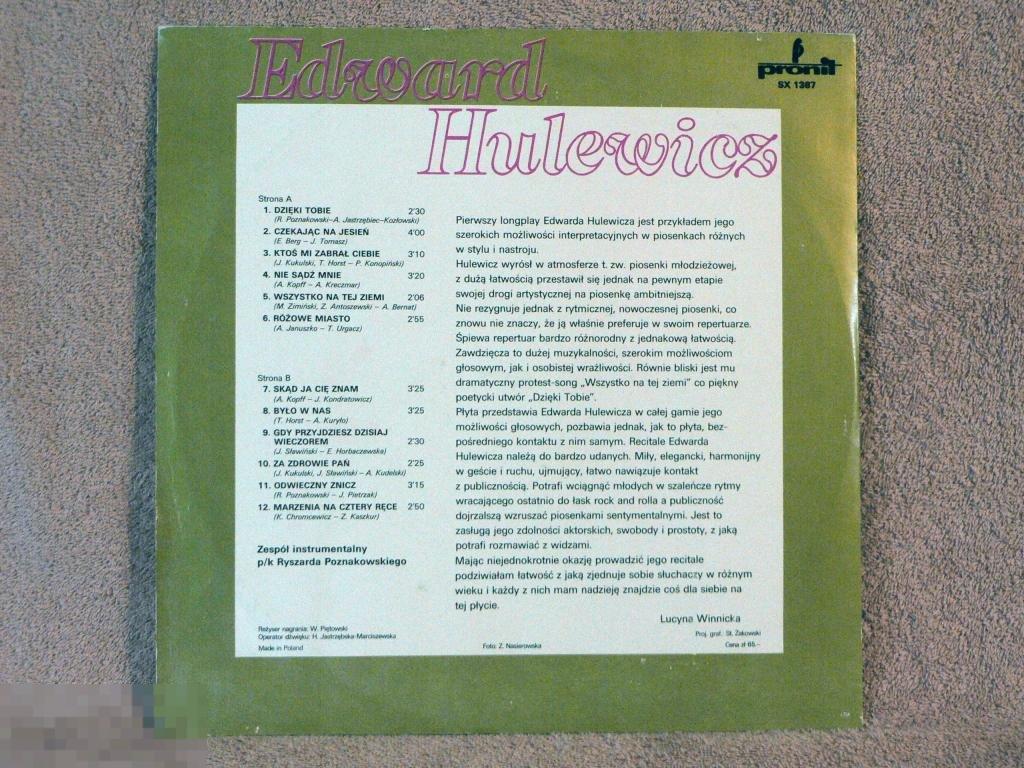 Edward
Hulewicz
pronit
SX 1387
Strona A
1. DZIĘKI TOBIE 2'30
(R. Poznakowski–A. Jastrzębiec–Kozłowski)
2. CZEKAJĄC NA JESIEŃ 4'00
(E. Berg – J. Tomasz)
3. KTOŚ MI ZABRAŁ CIEBIE 3'10
(J. Kukulski, T. Horst – P. Konopiński)
4. NIE SĄDŹ MNIE 3'20
(A. Kopff – A. Kreczmar)
5. WSZYSTKO NA TEJ ZIEMI 2'06
(M. Zimiński, Z. Antoszewski – A. Bernat)
6. RÓŻOWE MIASTO 2'55
(A. Januszko – T. Urgacz)
Strona B
7. SKĄD JA CIĘ ZNAM 3'25
(A. Kopff – J. Kondratowicz)
8. BYŁO W NAS 3'25
(T. Horst – A. Kuryło)
9. GDY PRZYJDZIESZ DZISIAJ
WIECZOREM 2'30
(J. Sławiński – E. Horbaczewska)
10. ZA ZDROWIE PAŃ 2'25
(J. Kukulski, J. Sławiński – A. Kudelski)
11. ODWIECZNY ZNICZ 3'15
(R. Poznakowski – J. Pietrzak)
12. MARZENIA NA CZTERY RĘCE 2'50
(K. Chromcewicz – Z. Kaszkur)
Zespół instrumentalny
p/k Ryszarda Poznakowskiego
Reżyser nagrania: W. Piętowski
Operator dźwięku: H. Jastrzębska-Marciszewska
Made in Poland
Pierwszy longplay Edwarda Hulewicza jest przykładem jego
szerokich możliwości interpretacyjnych w piosenkach różnych
w stylu i nastroju.
Hulewicz wyrósł w atmosferze t. zw. piosenki młodzieżowej,
z dużą łatwością przestawił się jednak na pewnym etapie
swojej drogi artystycznej na piosenkę ambitniejszą.
Nie rezygnuje jednak z rytmicznej, nowoczesnej piosenki, co
znowu nie znaczy, że ją właśnie preferuje w swoim repertuarze.
Śpiewa repertuar bardzo różnorodny z jednakową łatwością.
Zawdzięcza to dużej muzykalności, szerokim możliwościom
głosowym, jak i osobistej wrażliwości. Równie bliski jest mu
dramatyczny protest-song „Wszystko na tej ziemi" co piękny
poetycki utwór „Dzięki Tobie".
Płyta przedstawia Edwarda Hulewicza w całej gamie jego
możliwości głosowych, pozbawia jednak, jak to płyta, bez-
pośredniego kontaktu z nim samym. Recitale Edwarda
Hulewicza należą do bardzo udanych. Miły, elegancki, harmonijny
w geście i ruchu, ujmujący, łatwo nawiązuje kontakt
z publicznością. Potrafi wciągnąć młodych w szaleńcze rytmy
wracającego ostatnio do łask rock and rolla a publiczność
dojrzalszą wzruszać piosenkami sentymentalnymi. Jest to
zasługą jego zdolności aktorskich, swobody i prostoty, z jaką
potrafi rozmawiać z widzami.
Mając niejednokrotnie okazję prowadzić jego recitale
podziwiałam łatwość z jaką zjednuje sobie słuchaczy w różnym
wieku i każdy z nich mam nadzieję znajdzie coś dla siebie na
tej płycie.
Lucyna Winnicka
Proj. graf.: St. Żakowski
Foto: Z. Nasierowska
Cena zł 65.–